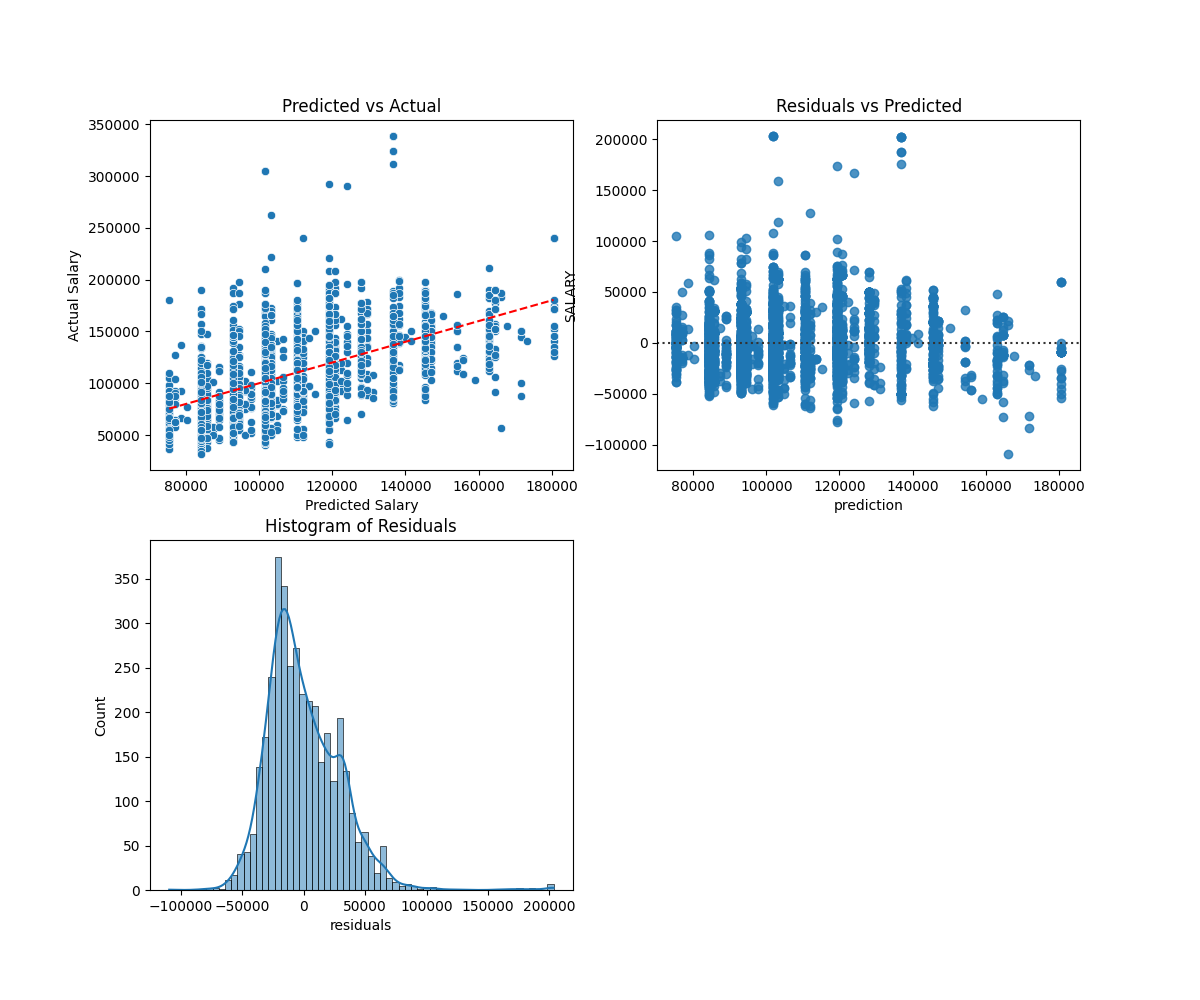 Predicted vs Actual
350000
300000
250000
200000
150000
100000
50000
Actual Salary
80000 100000 120000 140000 160000 180000
Predicted Salary
Residuals vs Predicted
200000
150000
100000
50000
0
−50000
−100000
SALARY
80000 100000 120000 140000 160000 180000
prediction
Histogram of Residuals
350
300
250
200
150
100
50
0
Count
−100000 −50000 0 50000 100000 150000 200000
residuals